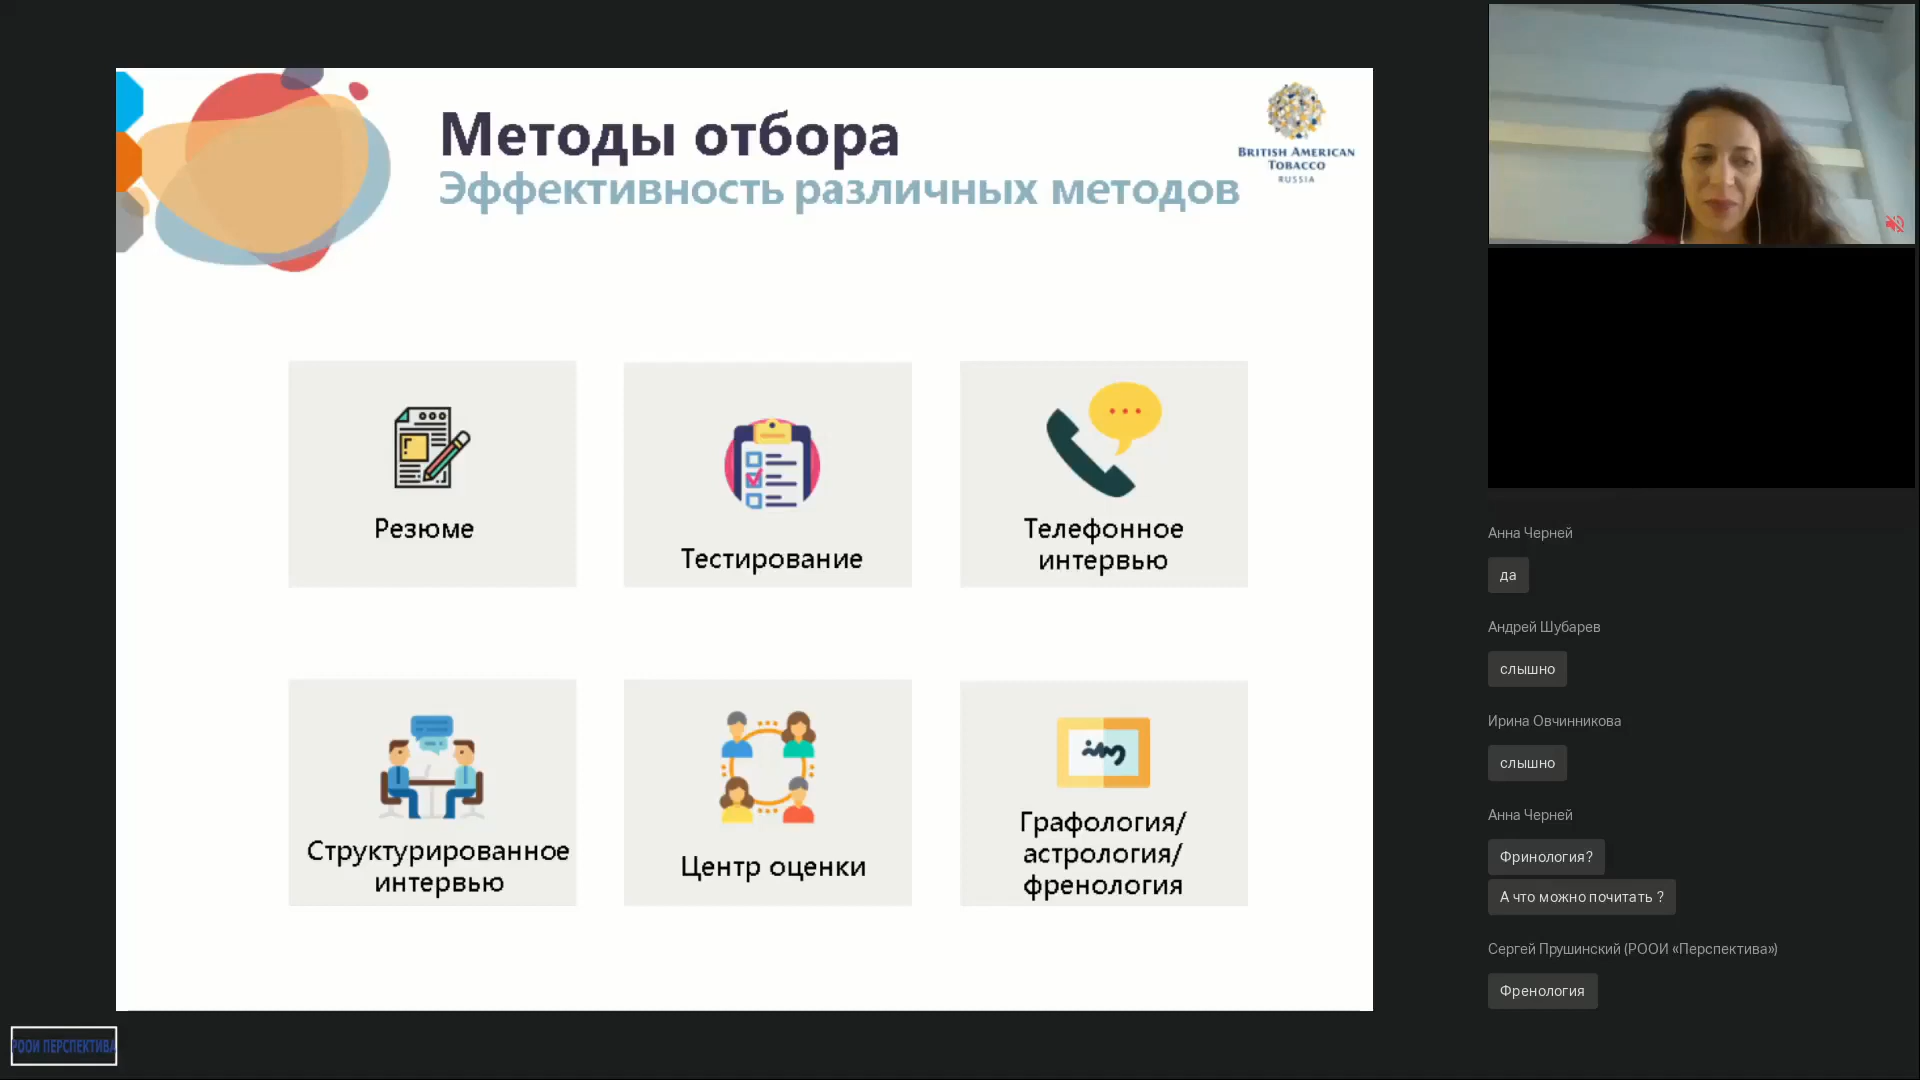 Методы отбора
Эффективность различных методов
BRITISH AMERICAN
TOBACCO
RUSSIA
Резюме
Тестирование
Телефонное
интервью
Структурированное
интервью
Центр оценки
Графология/
астрология/
френология
Анна Черней
да
Андрей Шубарев
слышно
Ирина Овчинникова
слышно
Анна Черней
Фринология?
А что можно почитать ?
Сергей Прушинский (РООИ «Перспектива»)
Френология
РООИ ПЕРСПЕКТИВА